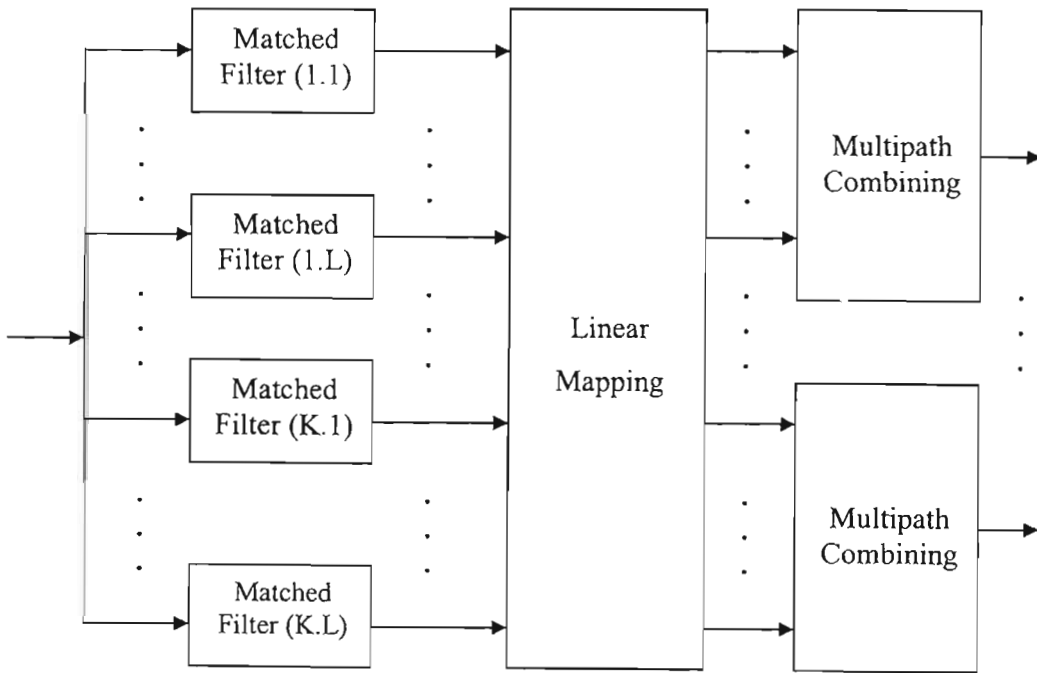 Matched
Filter (1.1)
Matched
Filter (1.L)
Matched
Filter (K.1)
Matched
Filter (K.L)
Linear
Mapping
Multipath
Combining
Multipath
Combining